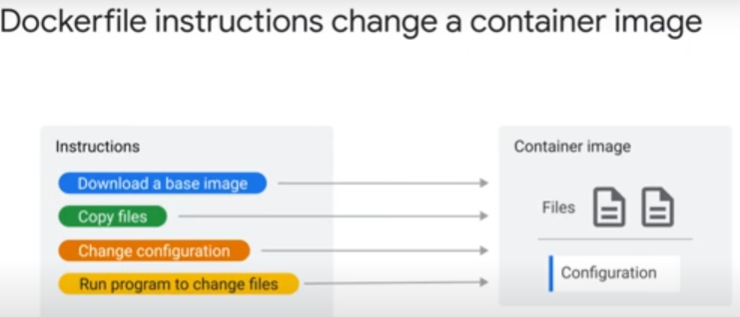 Dockerfile instructions change a container image
Instructions
Download a base image
Copy files
Change configuration
Run program to change files
Container image
Files
Configuration